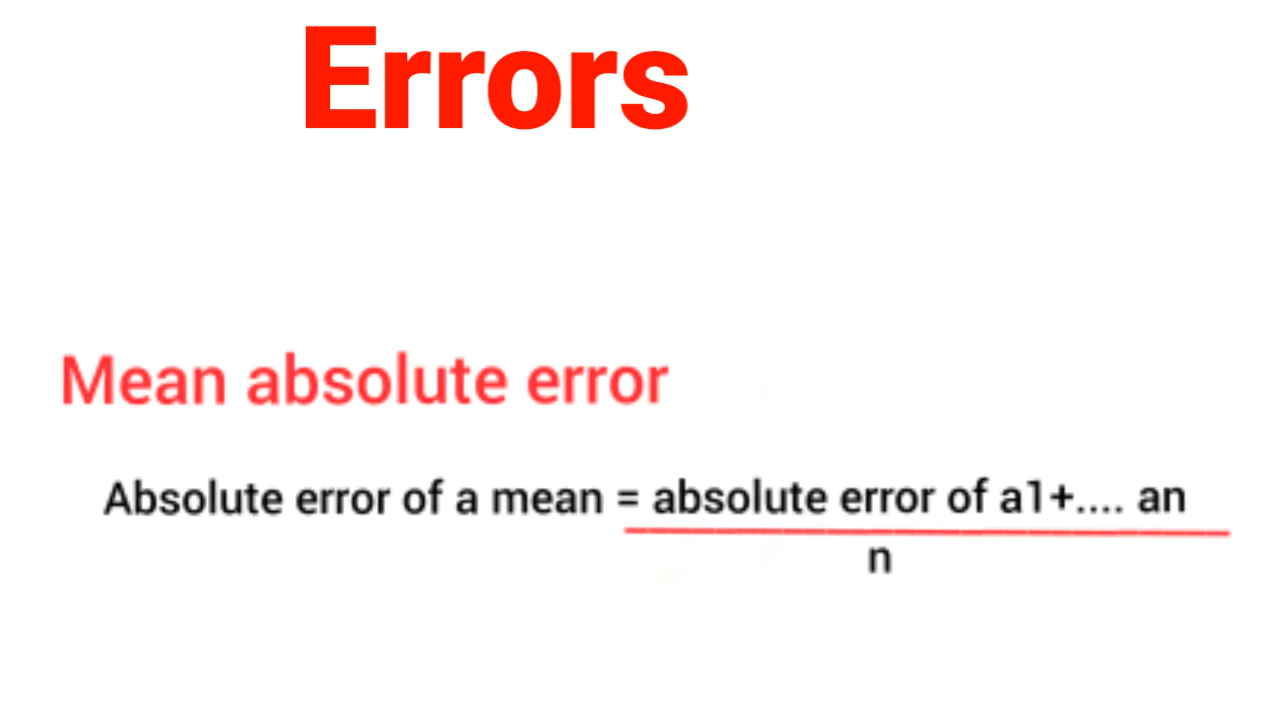 Errors
Mean absolute error
Absolute error of a mean = absolute error of a1+.... an
n